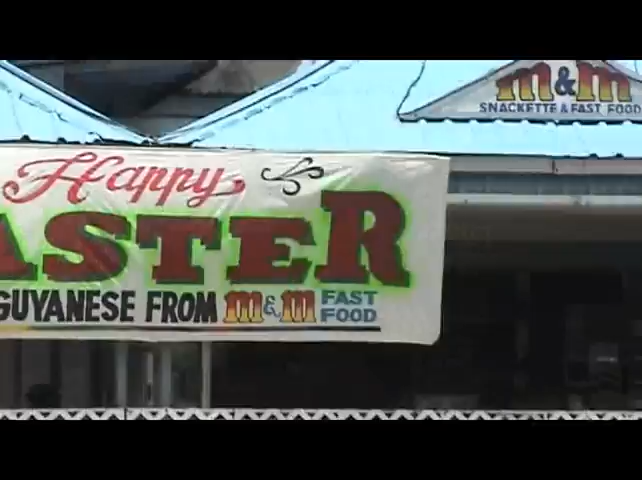 M&M
SNACKETTE & FAST FOOD
Happy
ASTER
GUYANESE FROM M&M FAST FOOD